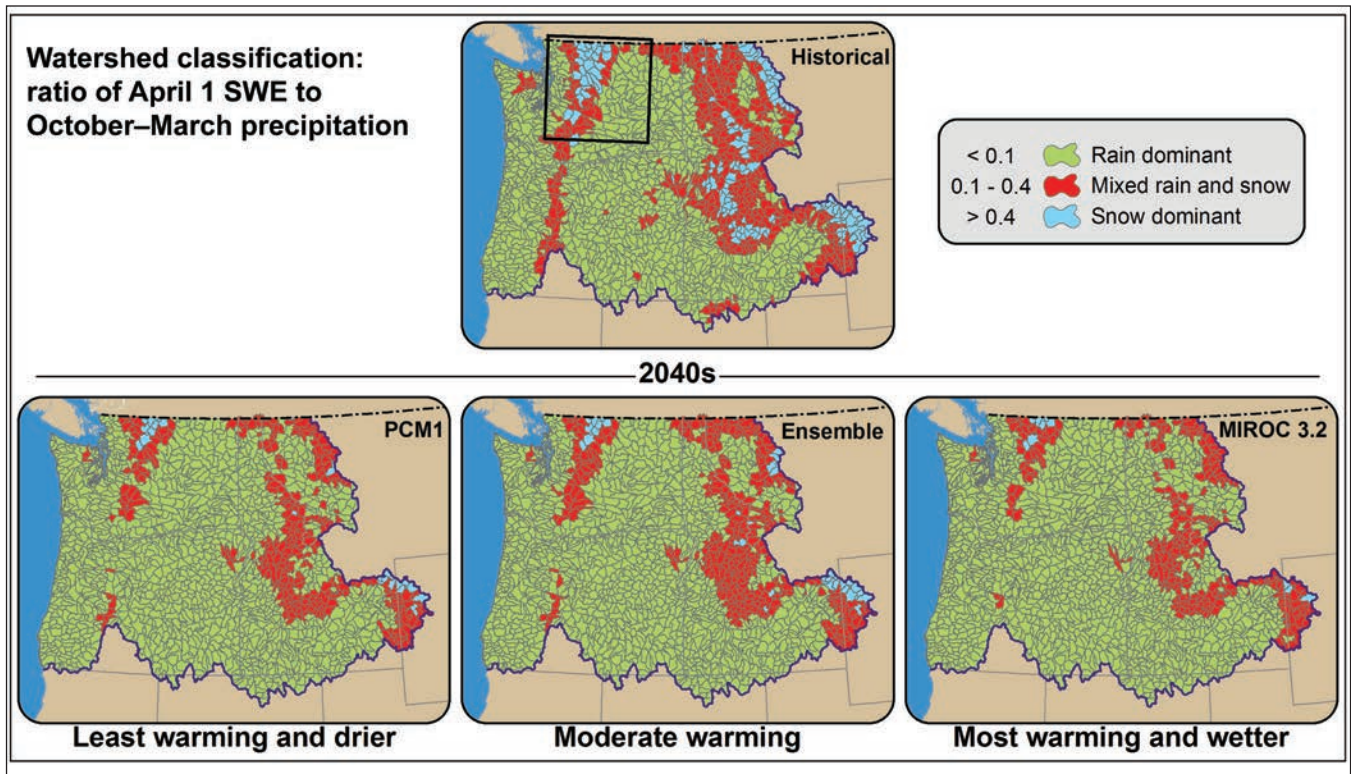 Watershed classification:
ratio of April 1 SWE to
October–March precipitation
Historical
< 0.1 Rain dominant
0.1 - 0.4 Mixed rain and snow
> 0.4 Snow dominant
2040s
PCM1
Ensemble
MIROC 3.2
Least warming and drier
Moderate warming
Most warming and wetter